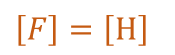 [F] = [H]